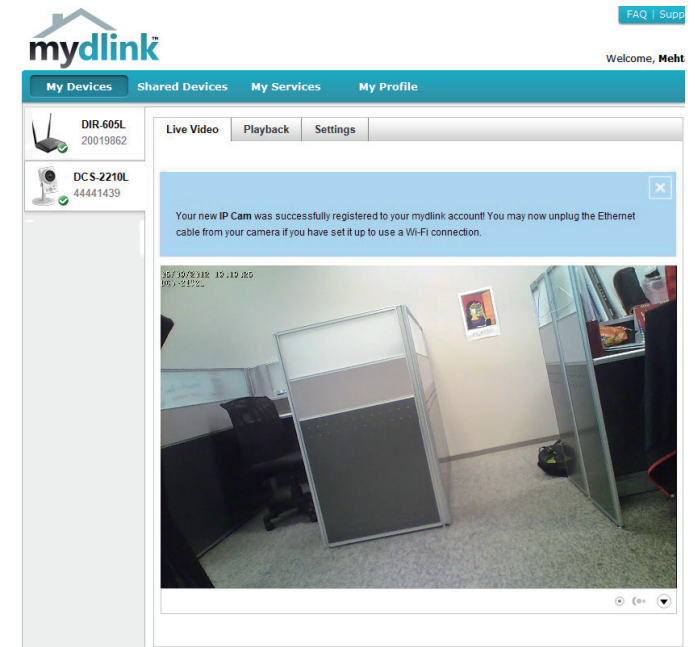 FAQ | Supp
mydlink™
Welcome, Mehta
My Devices Shared Devices My Services My Profile
DIR-605L
20019862
DCS-2210L
44441439
Live Video Playback Settings
Your new IP Cam was successfully registered to your mydlink account! You may now unplug the Ethernet
cable from your camera if you have set it up to use a Wi-Fi connection.